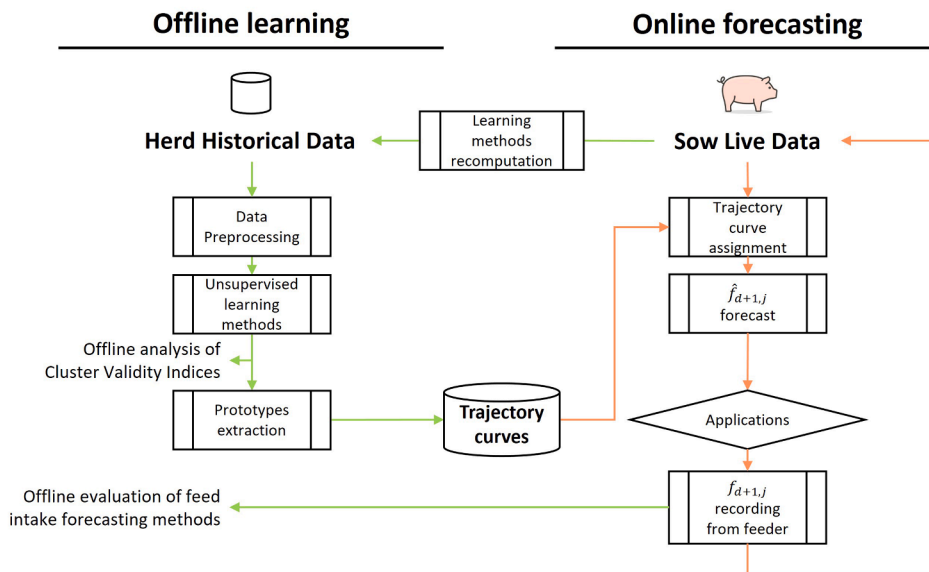 Offline learning
Online forecasting
Herd Historical Data
Learning
methods
recomputation
Sow Live Data
Data
Preprocessing
Trajectory
curve
assignment
Unsupervised
learning
methods
$\hat{f}_{d+1,j}$
forecast
Offline analysis of
Cluster Validity Indices
Prototypes
extraction
Trajectory
curves
Applications
Offline evaluation of feed
intake forecasting methods
$f_{d+1,j}$
recording
from feeder